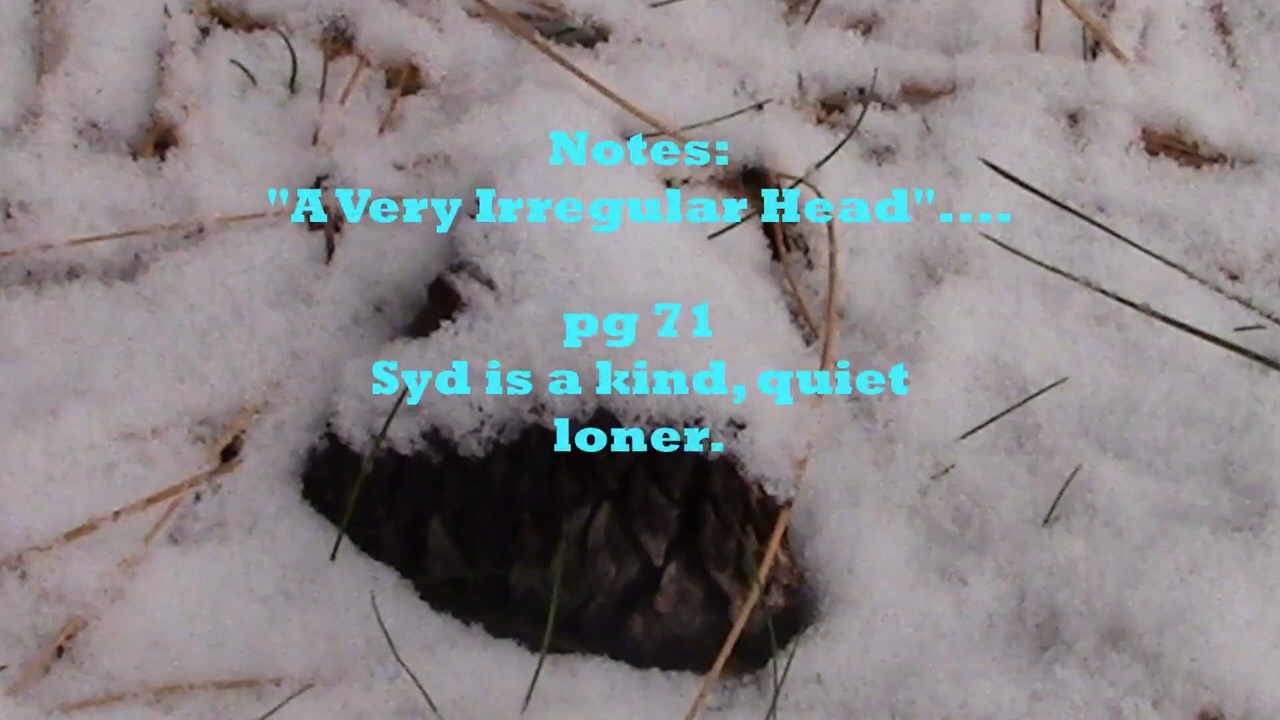 Notes:
"A Very Irregular Head"....
pg 71
Syd is a kind, quiet
loner.